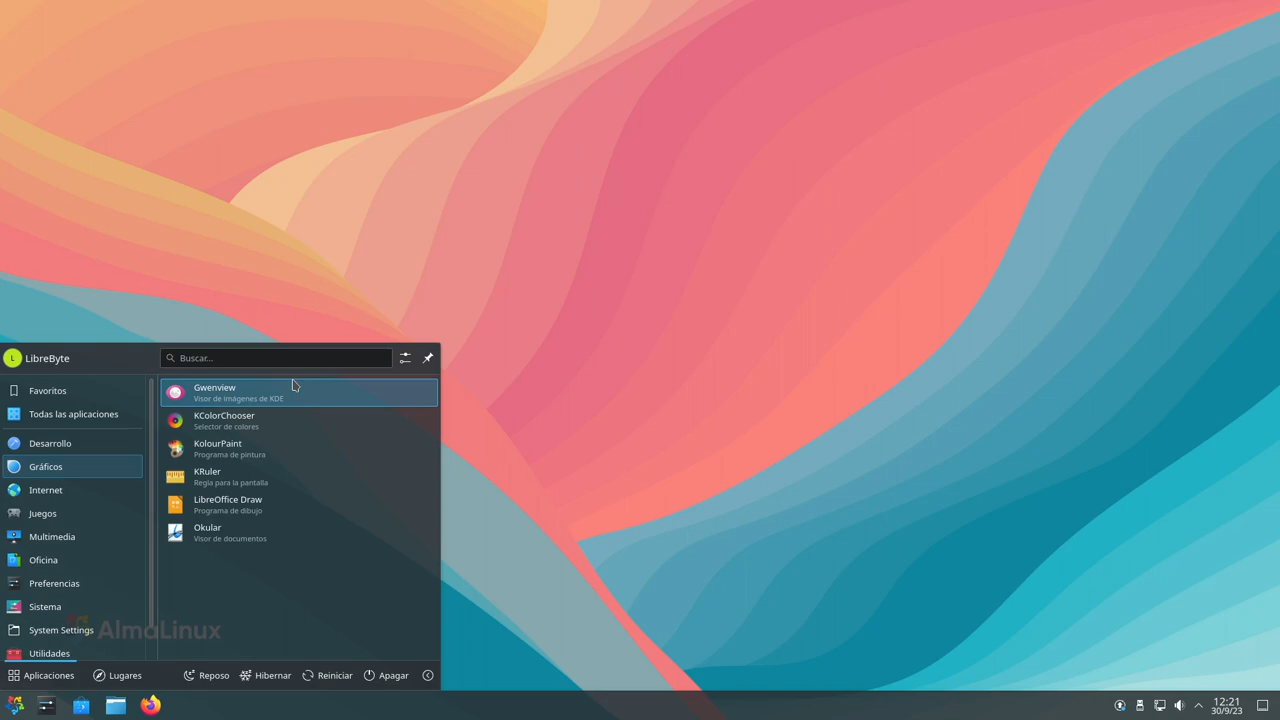 L
LibreByte
Buscar...
Favoritos
Todas las aplicaciones
Desarrollo
Gráficos
Internet
Juegos
Multimedia
Oficina
Preferencias
Sistema
System Settings
Utilidades
Gwenview
Visor de imágenes de KDE
KColorChooser
Selector de colores
KolourPaint
Programa de pintura
KRuler
Regla para la pantalla
LibreOffice Draw
Programa de dibujo
Okular
Visor de documentos
AlmaLinux
Aplicaciones
Lugares
Reposo
Hibernar
Reiniciar
Apagar
12:21
30/9/23